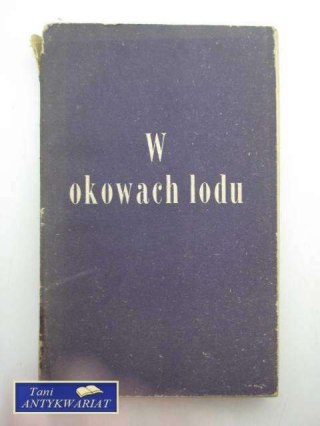 W
okowach lodu
Tani
ANTYKWARIAT